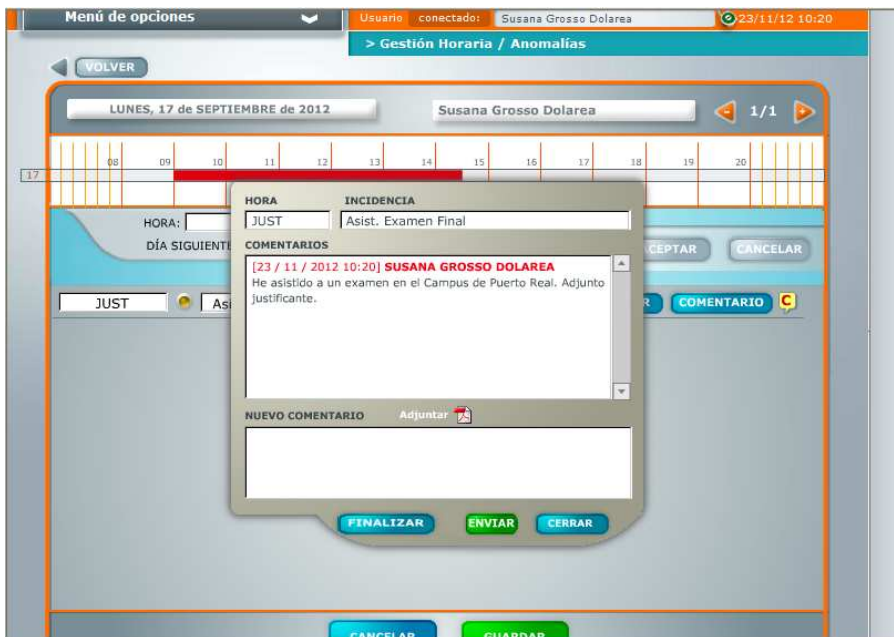 Menú de opciones
Usuario conectado: Susana Grosso Dolarea 23/11/12 10:20
> Gestión Horaria / Anomalías
VOLVER
LUNES, 17 de SEPTIEMBRE de 2012 Susana Grosso Dolarea 1/1
08 09 10 11 12 13 14 15 16 17 18 19 20
17
HORA INCIDENCIA
HORA: JUST Asist. Examen Final
DÍA SIGUIENTE COMENTARIOS CANCELAR
[23 / 11 / 2012 10:20] SUSANA GROSSO DOLAREA
He asistido a un examen en el Campus de Puerto Real. Adjunto
justificante.
JUST COMENTARIO C
NUEVO COMENTARIO Adjuntar
FINALIZAR ENVIAR CERRAR
CANCELAR GUARDAR